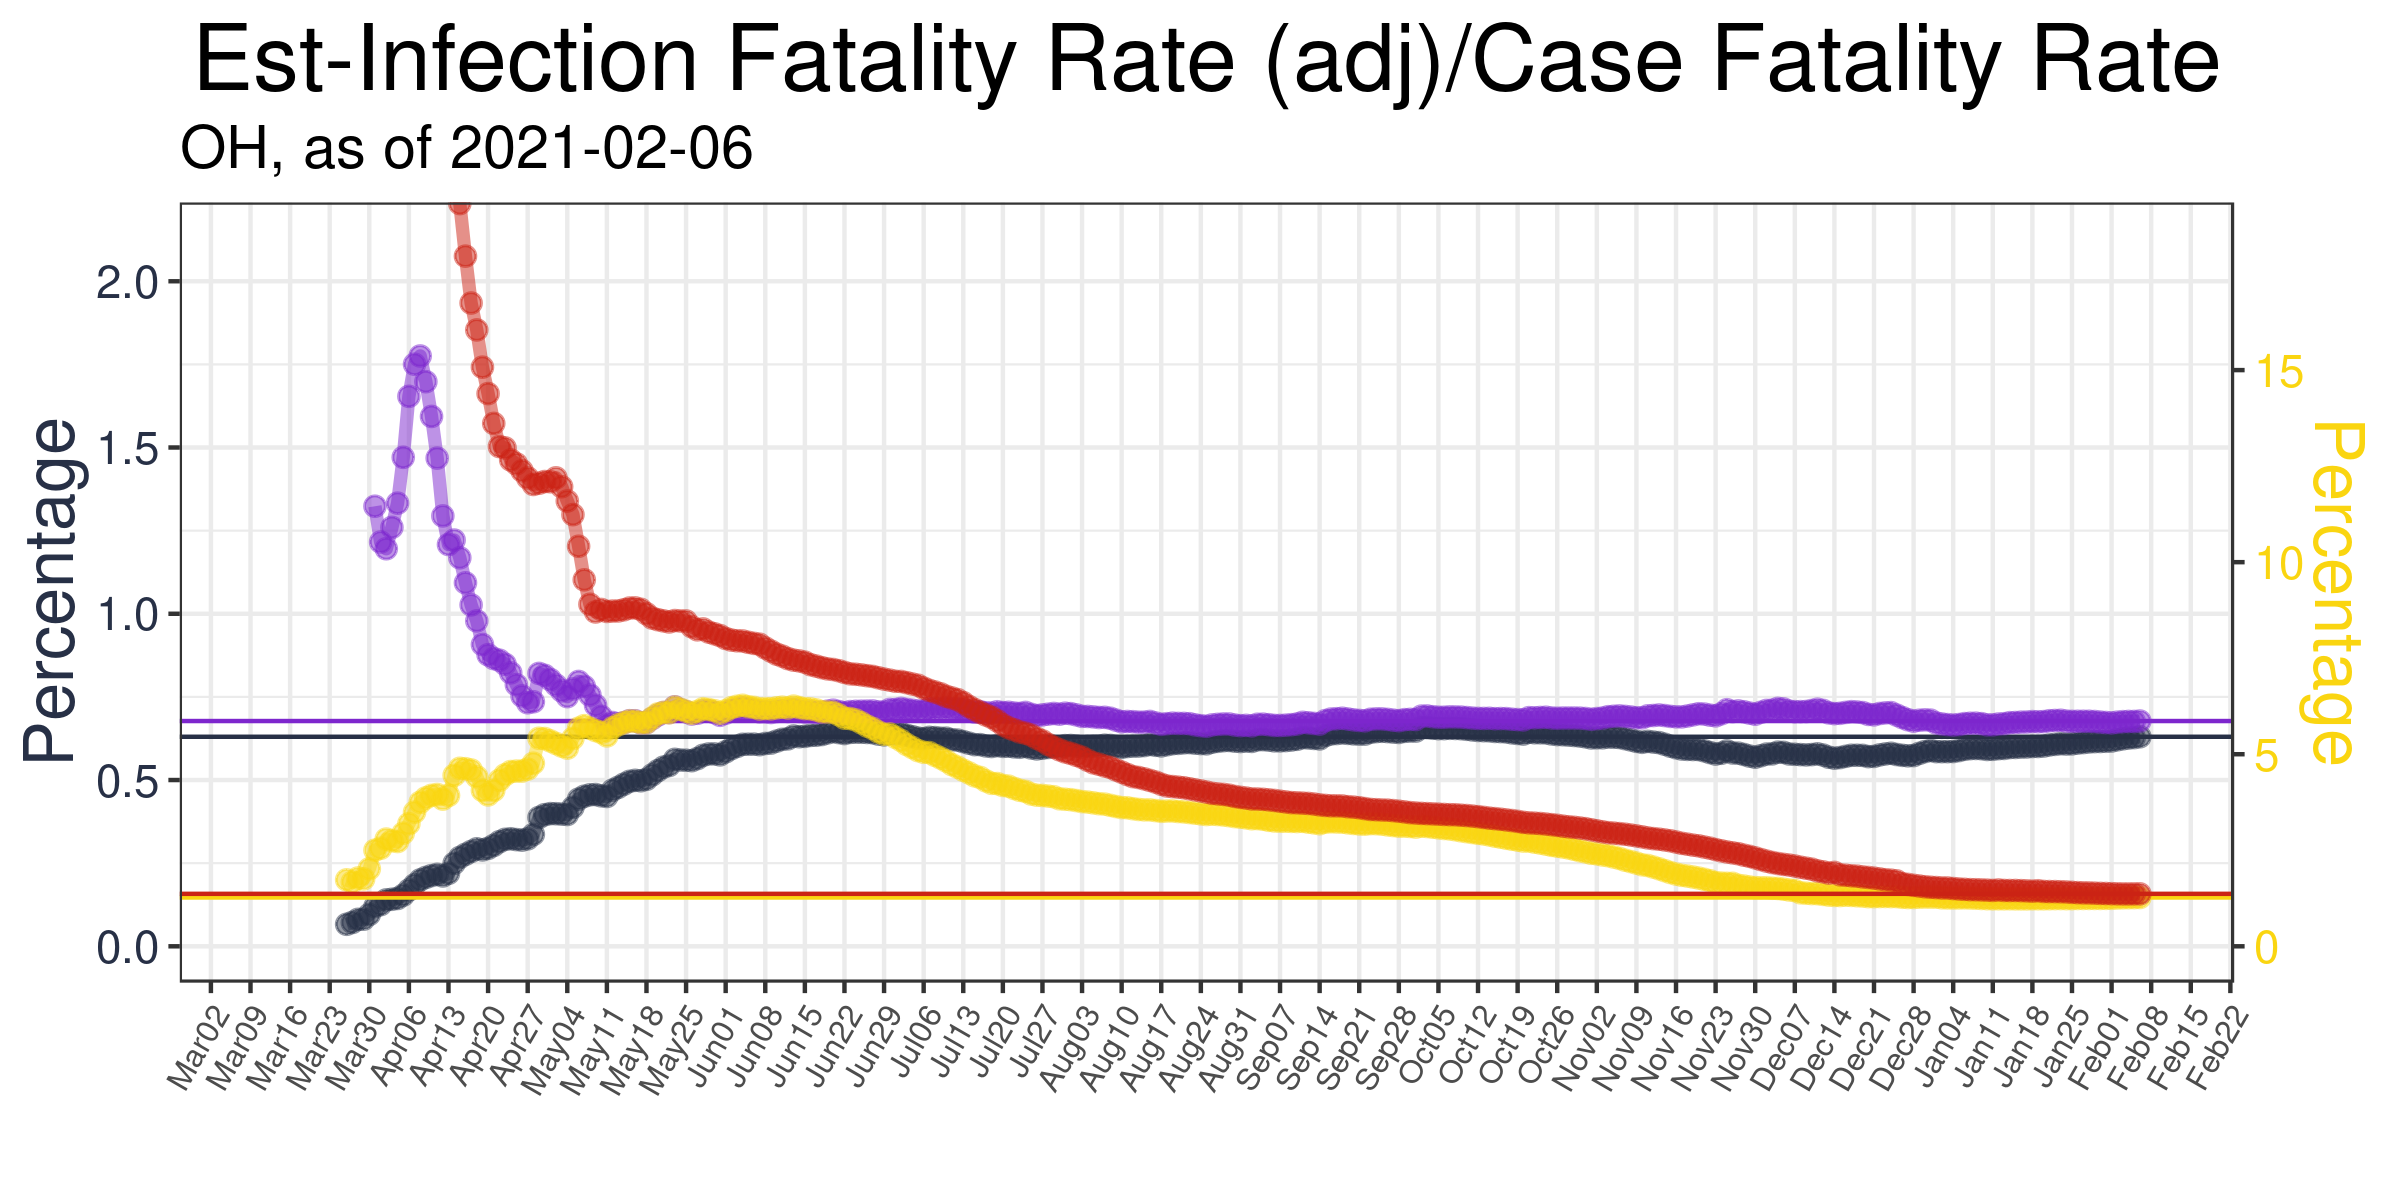 Est-Infection Fatality Rate (adj)/Case Fatality Rate
OH, as of 2021-02-06
Percentage
2.0
1.5
1.0
0.5
0.0
15
10
5
0
Percentage
Mar02
Mar09
Mar16
Mar23
Mar30
Apr06
Apr13
Apr20
Apr27
May04
May11
May18
May25
Jun01
Jun08
Jun15
Jun22
Jun29
Jul06
Jul13
Jul20
Jul27
Aug03
Aug10
Aug17
Aug24
Aug31
Sep07
Sep14
Sep21
Sep28
Oct05
Oct12
Oct19
Oct26
Nov02
Nov09
Nov16
Nov23
Nov30
Dec07
Dec14
Dec21
Dec28
Jan04
Jan11
Jan18
Jan25
Feb01
Feb08
Feb15
Feb22